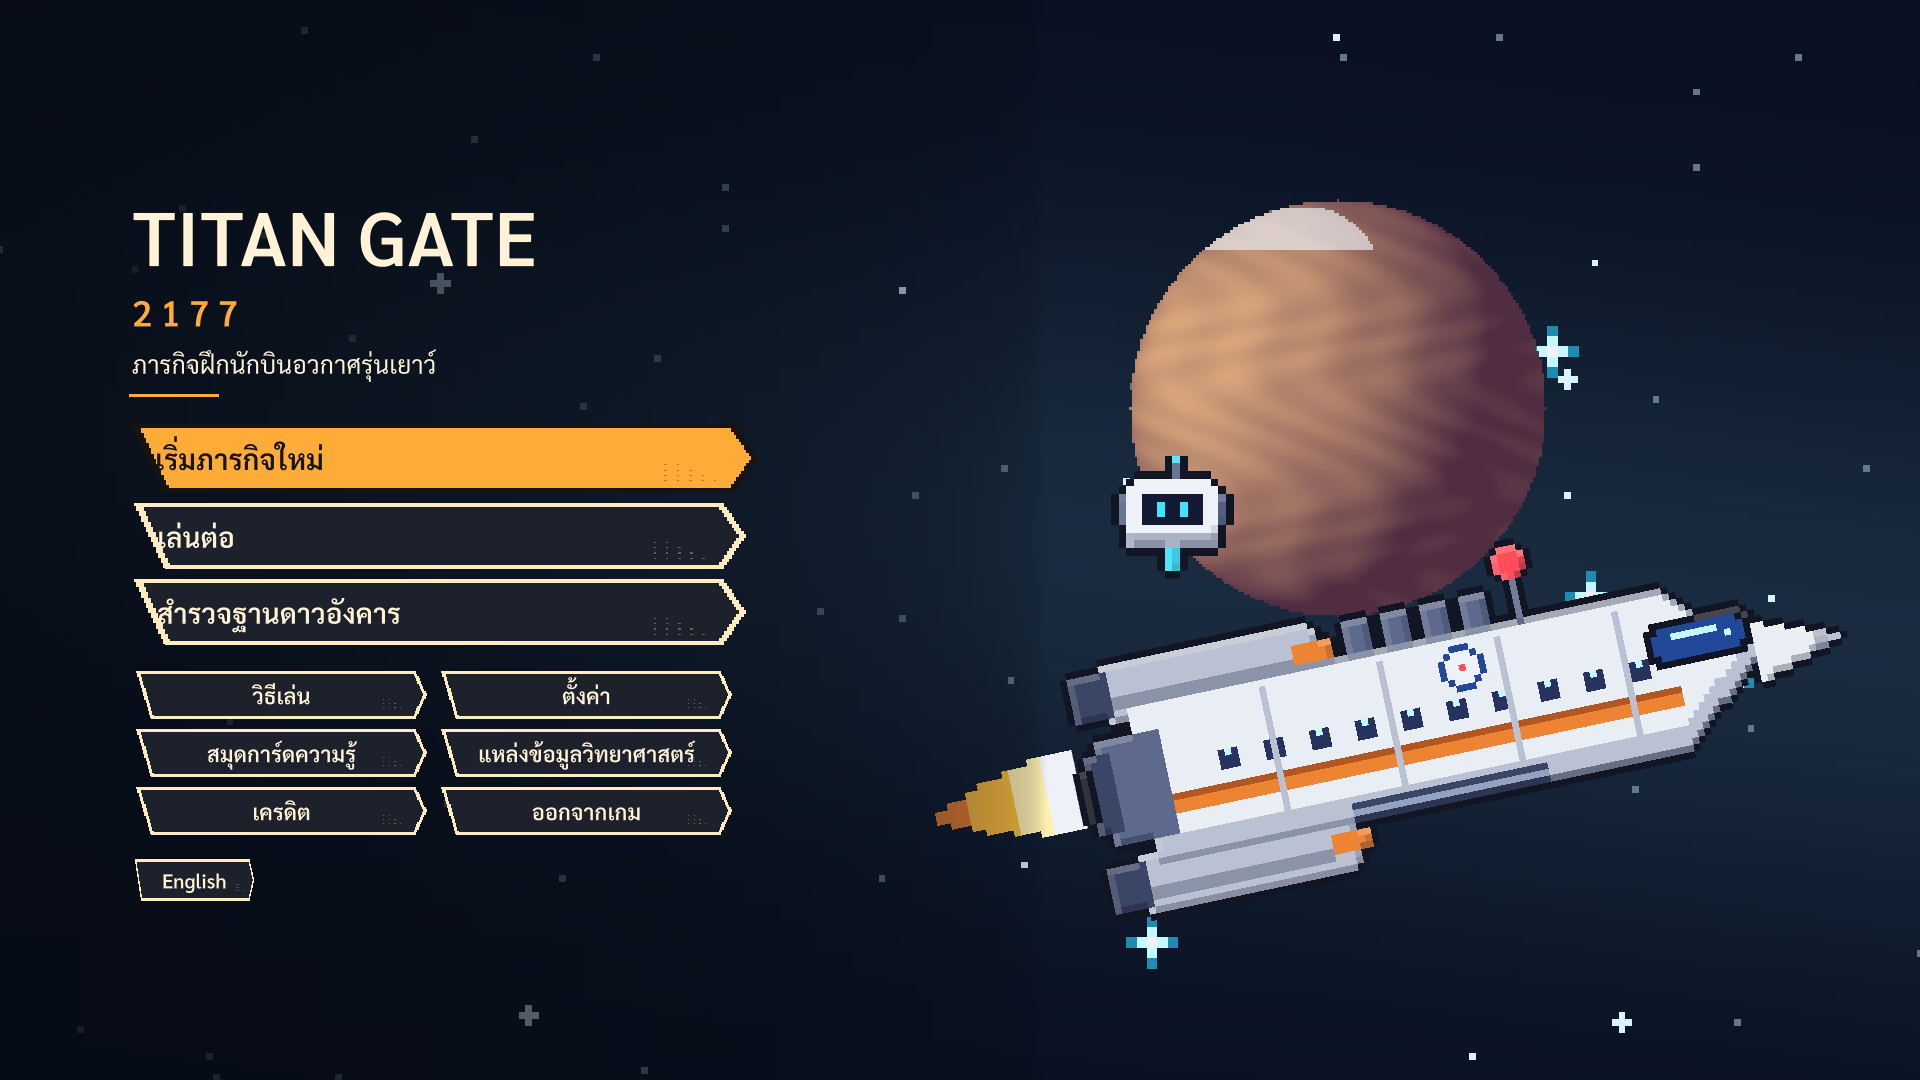 TITAN GATE
2177
ภารกิจฝึกนักบินอวกาศรุ่นเยาว์
เริ่มภารกิจใหม่
เล่นต่อ
สำรวจฐานดาวอังคาร
วิธีเล่น
ตั้งค่า
สมุดการ์ดความรู้
แหล่งข้อมูลวิทยาศาสตร์
เครดิต
ออกจากเกม
English